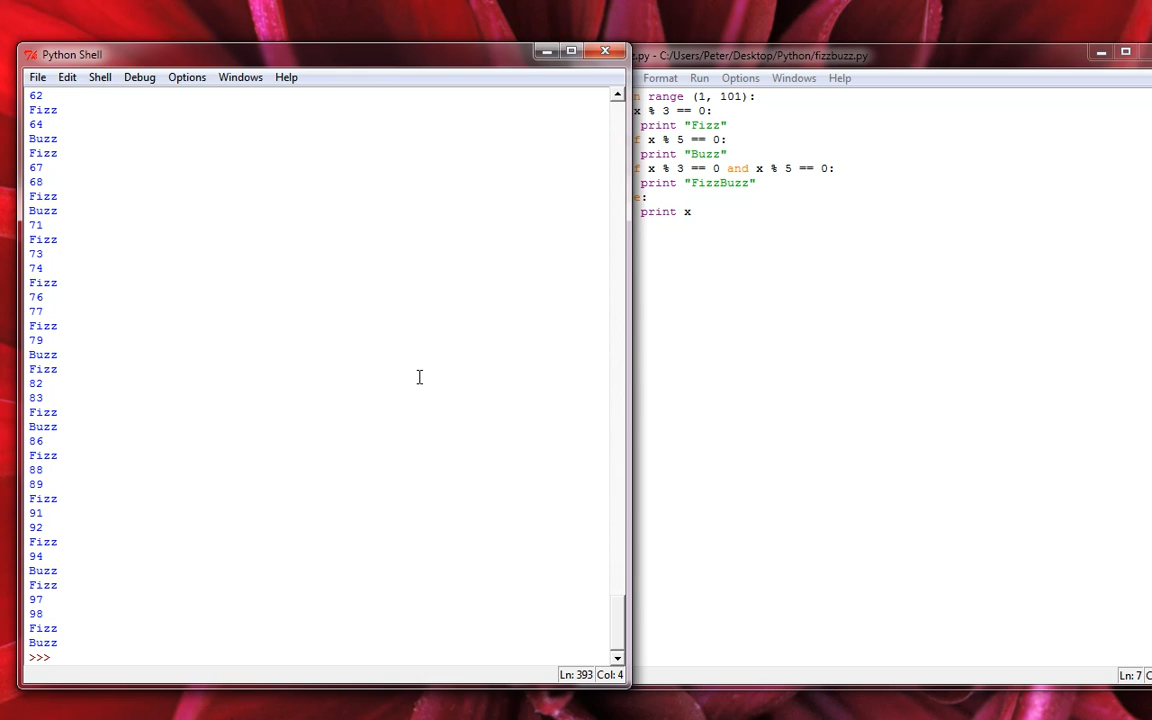 Python Shell
File Edit Shell Debug Options Windows Help
62
Fizz
64
Buzz
Fizz
67
68
Fizz
Buzz
71
Fizz
73
74
Fizz
76
77
Fizz
79
Buzz
Fizz
82
83
Fizz
Buzz
86
Fizz
88
89
Fizz
91
92
Fizz
94
Buzz
Fizz
97
98
Fizz
Buzz
>>>
Ln: 393 Col: 4
z.py - C:/Users/Peter/Desktop/Python/fizzbuzz.py
Format Run Options Windows Help
n range (1, 101):
x % 3 == 0:
print "Fizz"
f x % 5 == 0:
print "Buzz"
f x % 3 == 0 and x % 5 == 0:
print "FizzBuzz"
e:
print x
Ln: 7 C